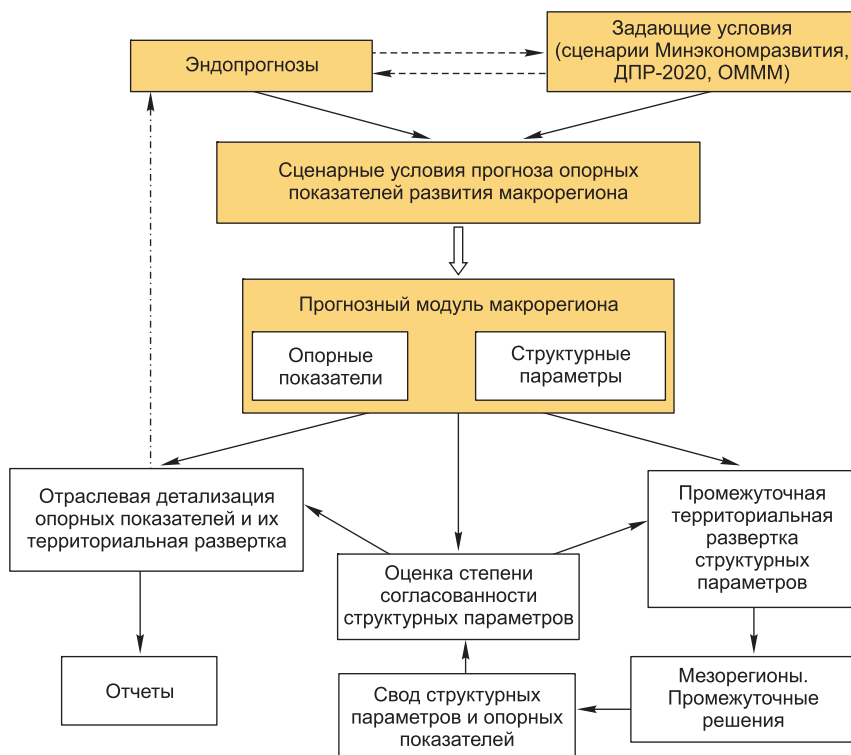 Эндопрогнозы
Задающие условия
(сценарии Минэкономразвития,
ДПР-2020, ОМММ)
Сценарные условия прогноза опорных
показателей развития макрорегиона
Прогнозный модуль макрорегиона
Опорные
показатели
Структурные
параметры
Отраслевая детализация
опорных показателей и их
территориальная развертка
Оценка степени
согласованности
структурных параметров
Промежуточная
территориальная
развертка
структурных
параметров
Отчеты
Свод структурных
параметров и опорных
показателей
Мезорегионы.
Промежуточные
решения